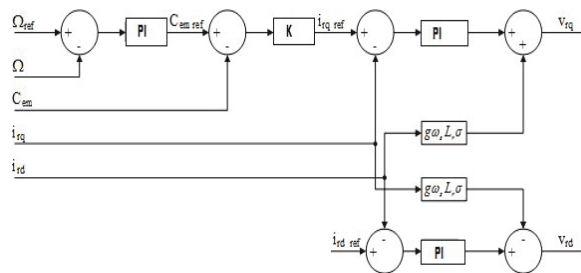 Ω_ref + - PI C_em ref + - K i_rq ref + - PI + + v_rq
Ω
C_em
i_rq
i_rd
gω_s L_r σ
gω_s L_r σ
i_rd ref + - PI + - v_rd